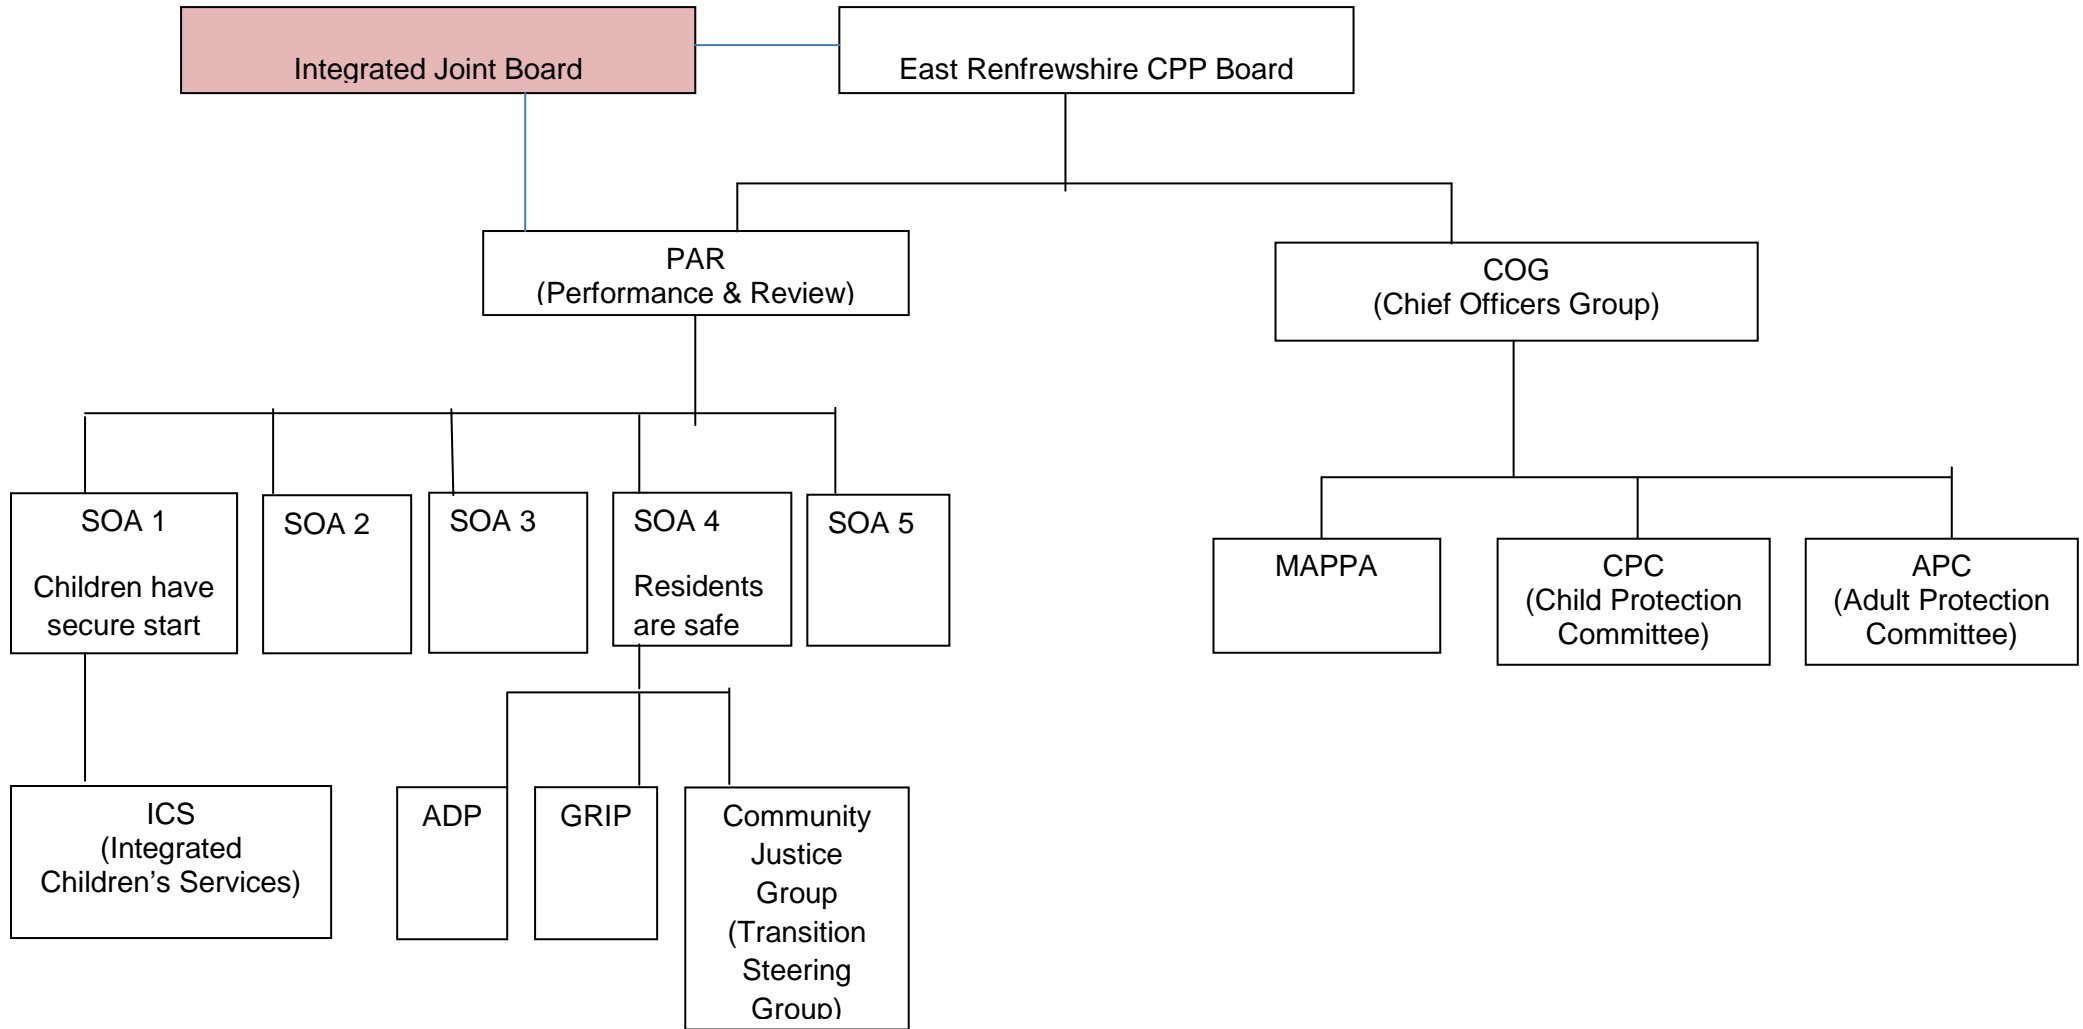 Integrated Joint Board
East Renfrewshire CPP Board
PAR
(Performance & Review)
COG
(Chief Officers Group)
SOA 1
Children have
secure start
SOA 2
SOA 3
SOA 4
Residents
are safe
SOA 5
MAPPA
CPC
(Child Protection
Committee)
APC
(Adult Protection
Committee)
ICS
(Integrated
Children’s Services)
ADP
GRIP
Community
Justice
Group
(Transition
Steering
Group)